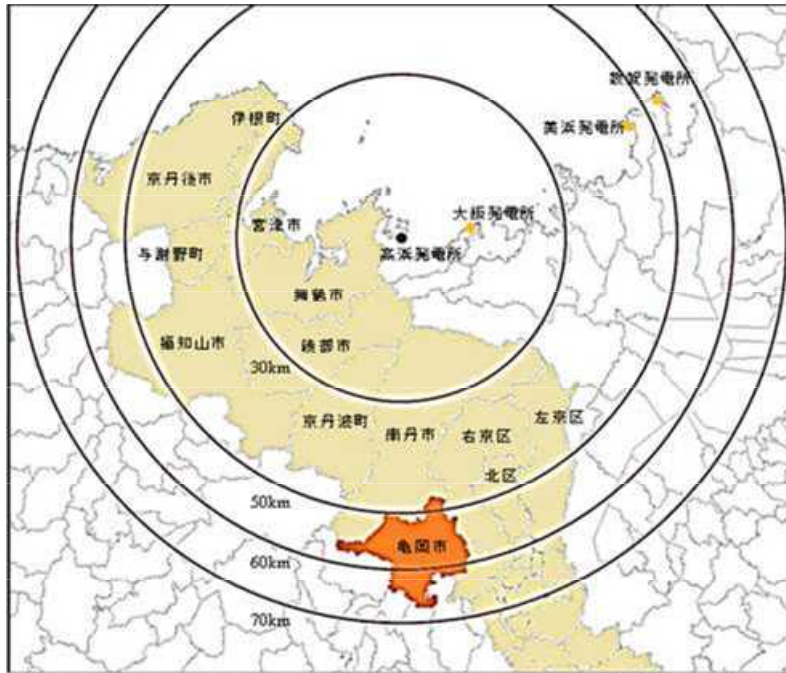 敦賀発電所
美浜発電所
伊根町
京丹後市
大飯発電所
宮津市
与謝野町
高浜発電所
舞鶴市
福知山市
綾部市
30km
京丹波町
南丹市
右京区
左京区
北区
50km
亀岡市
60km
70km